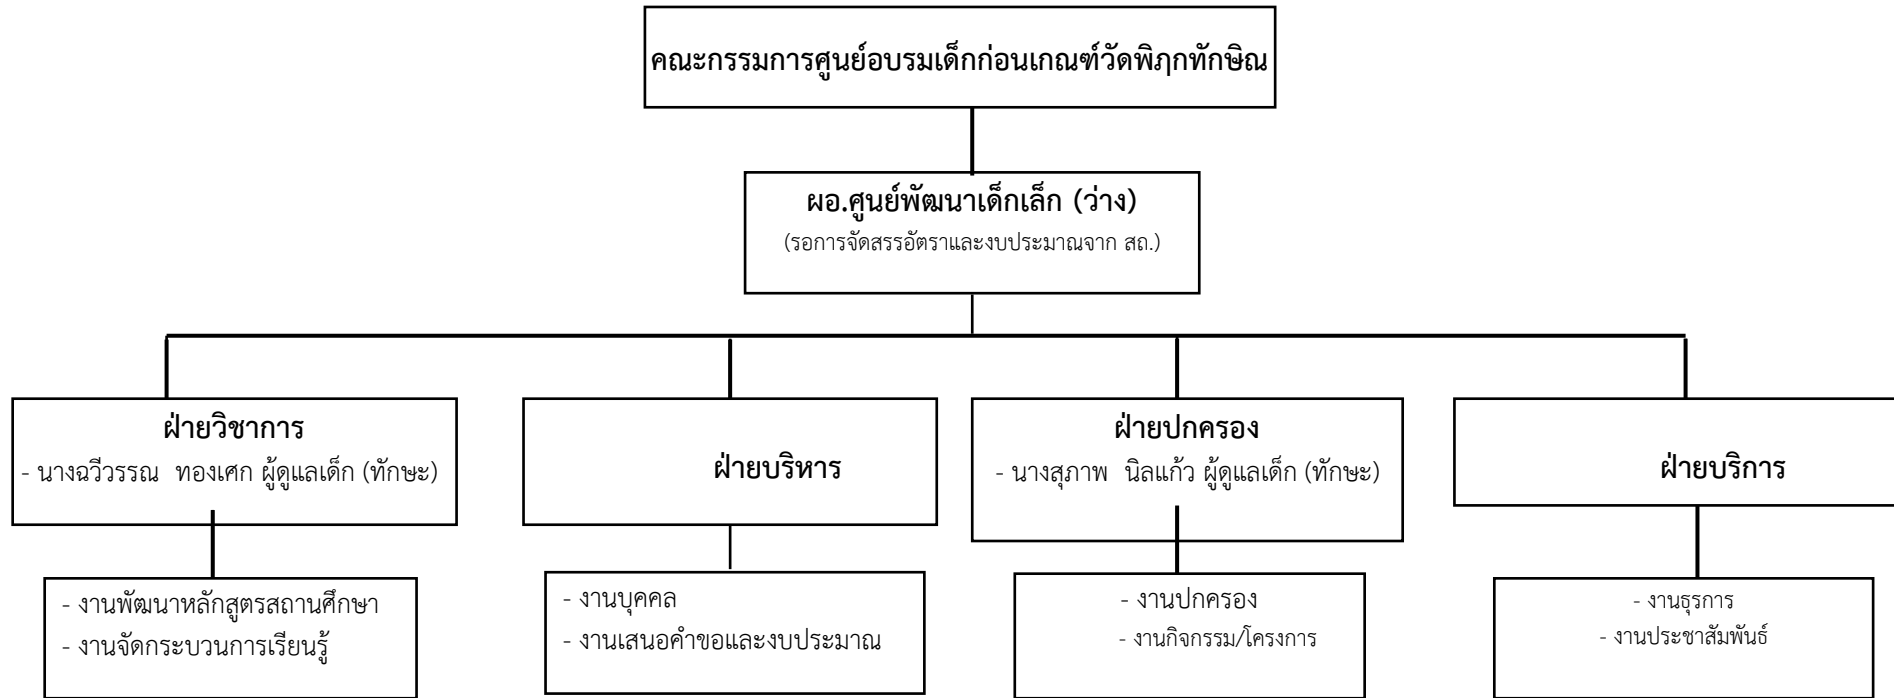 คณะกรรมการศูนย์อบรมเด็กก่อนเกณฑ์วัดพิภุกทักษิณ
ผอ.ศูนย์พัฒนาเด็กเล็ก (ว่าง)
(รอการจัดสรรอัตราและงบประมาณจาก สถ.)
ฝ่ายวิชาการ
- นางฉวีวรรณ  ทองเศก ผู้ดูแลเด็ก (ทักษะ)
ฝ่ายบริหาร
ฝ่ายปกครอง
- นางสุภาพ  นิลแก้ว ผู้ดูแลเด็ก (ทักษะ)
ฝ่ายบริการ
- งานพัฒนาหลักสูตรสถานศึกษา
- งานจัดกระบวนการเรียนรู้
- งานบุคคล
- งานเสนอคำขอและงบประมาณ
- งานปกครอง
- งานกิจกรรม/โครงการ
- งานธุรการ
- งานประชาสัมพันธ์